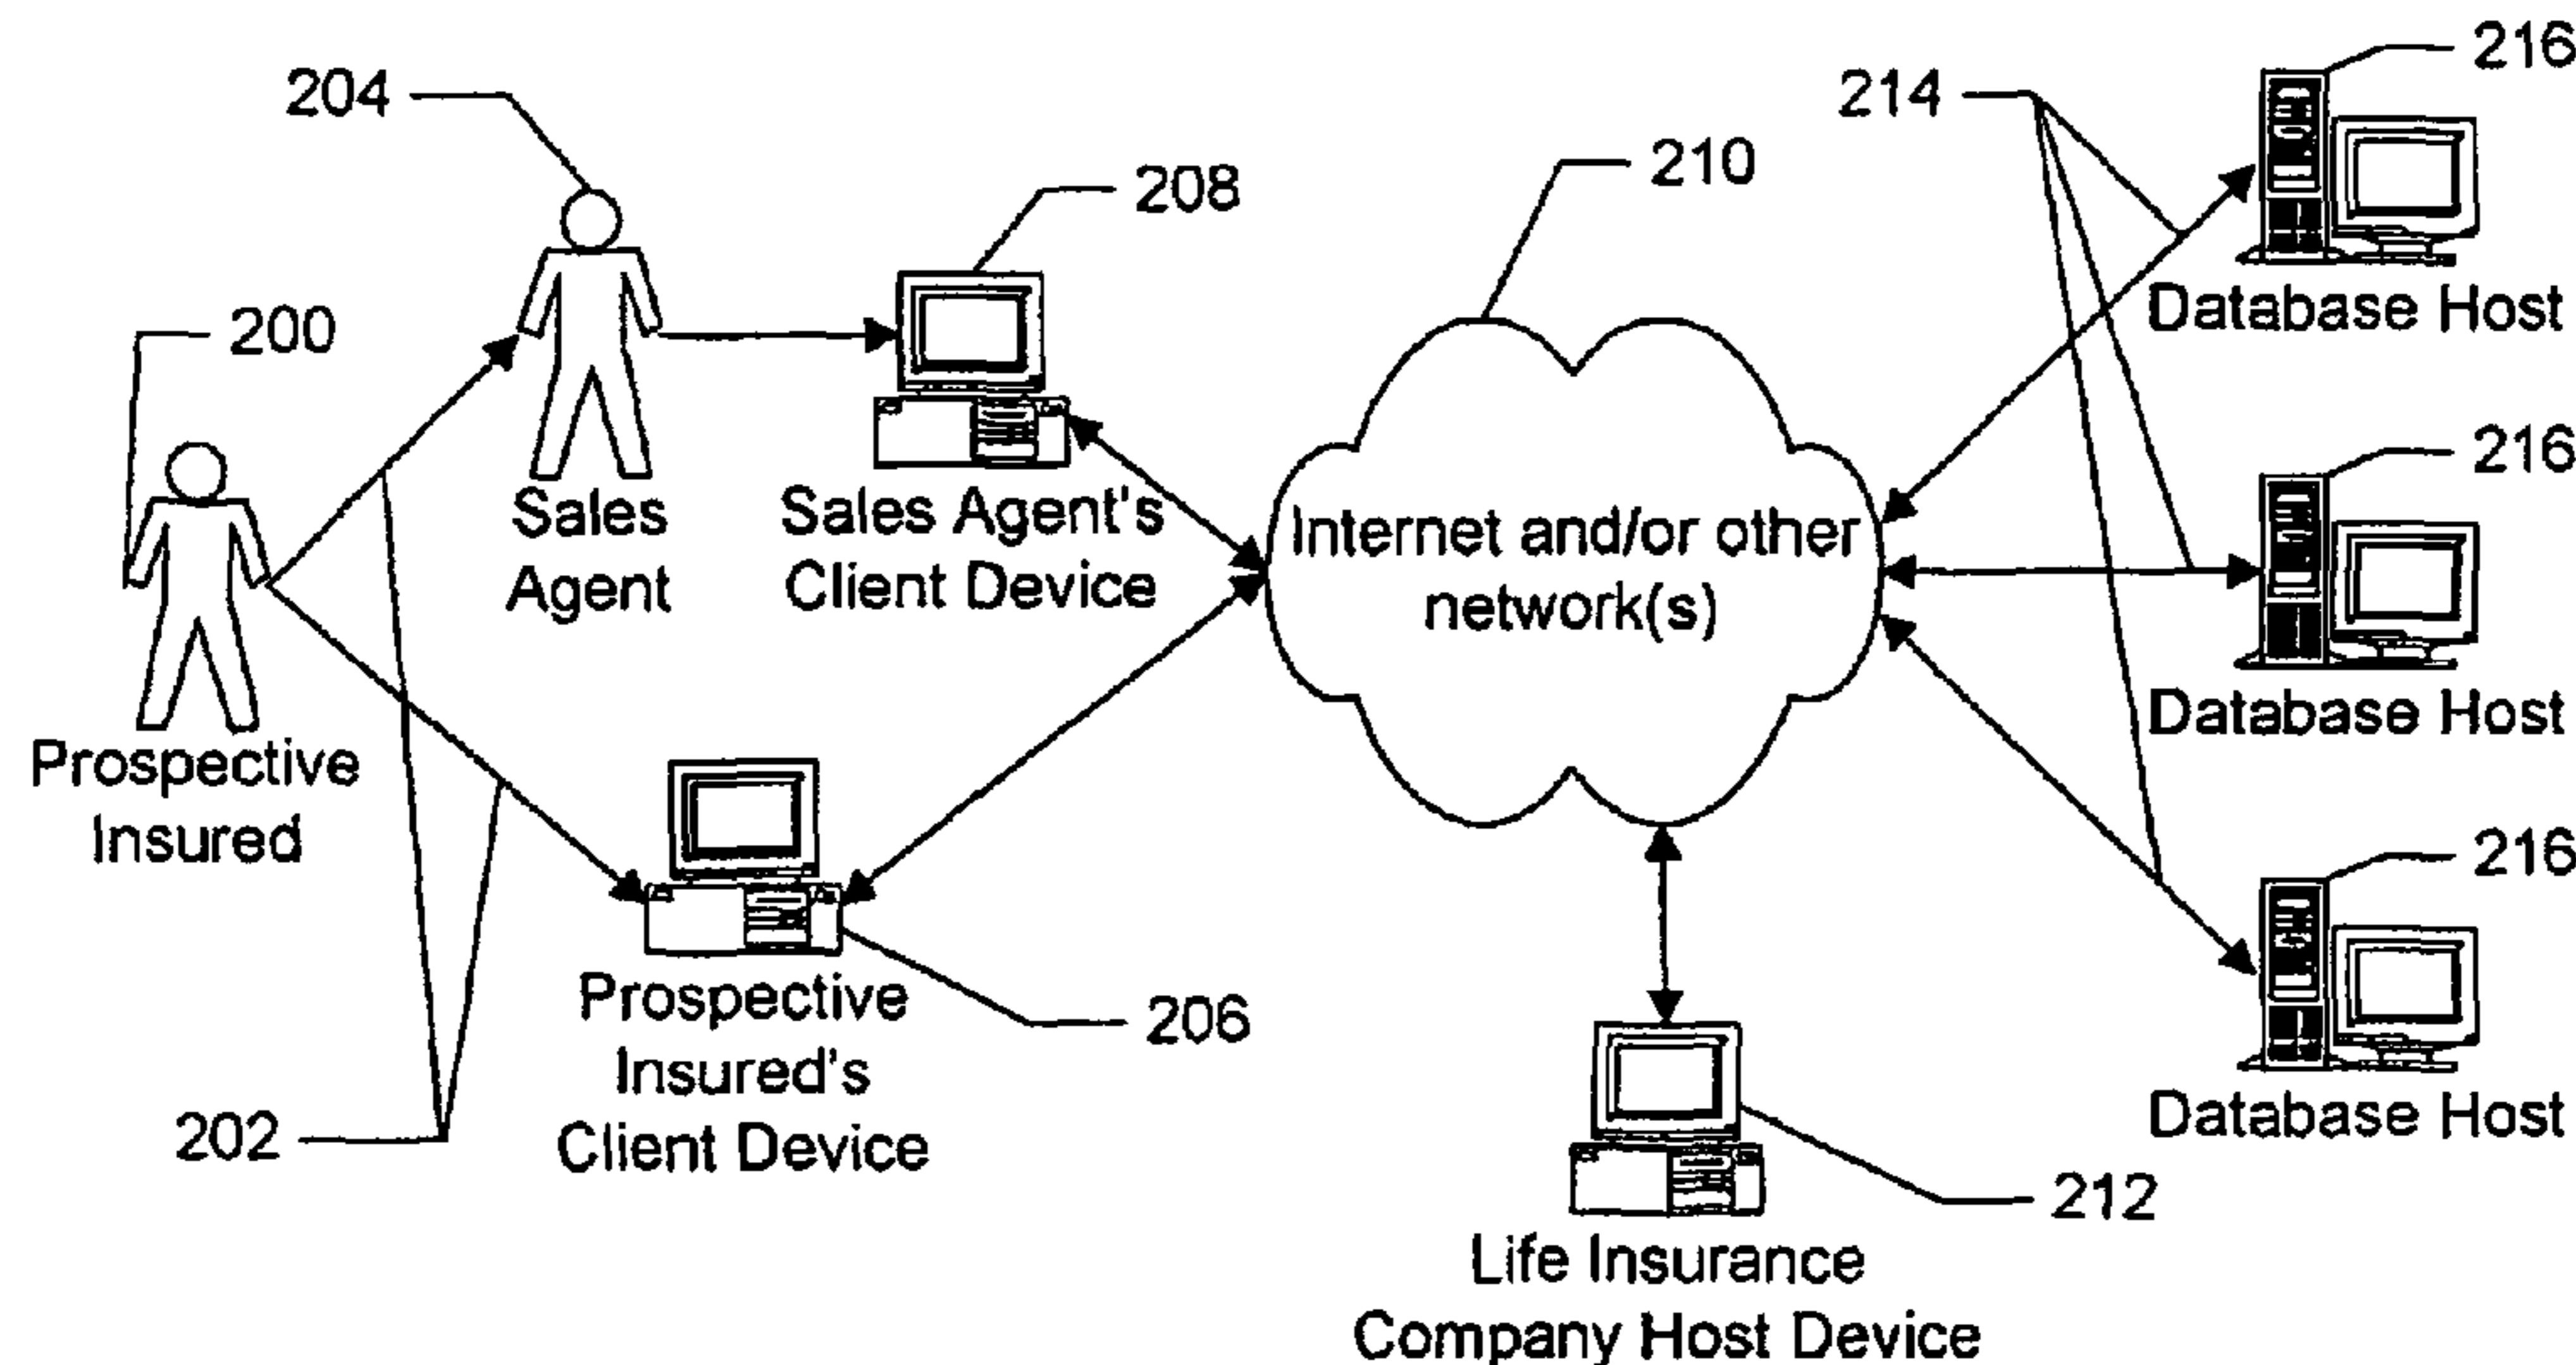 216
204
214
210
208
200
Database Host
216
Sales
Agent
Sales Agent's
Client Device
Internet and/or other
network(s)
Database Host
Prospective
Insured
216
Prospective
Insured's
Client Device
206
202
Database Host
212
Life Insurance
Company Host Device